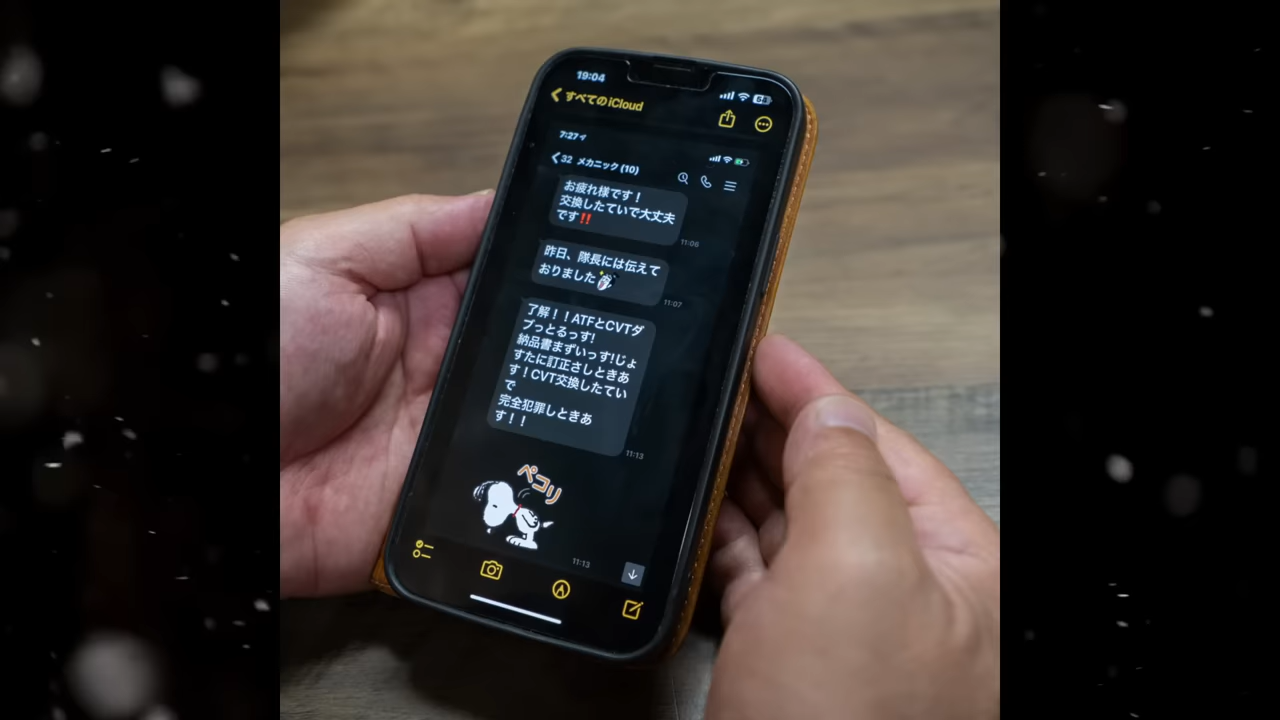 19:04
64
すべてのiCloud
7:27
32 メカニック (10)
お疲れ様です！
交換したていで大丈夫
です‼️
11:06
昨日、隊長には伝えて
おりました
11:07
了解！！ATFとCVTダ
ブっとるっす!
納品書まずいっす!じょ
すたに訂正さしときあ
す！CVT交換したてい
で
完全犯罪しときあ
す！！
11:13
ペコリ
11:13